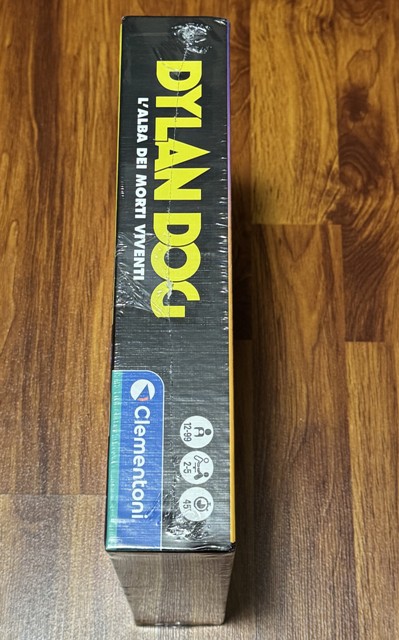 DYLAN DOG
L'ALBA DEI MORTI VIVENTI
Clementoni
12-99
2-5
45'